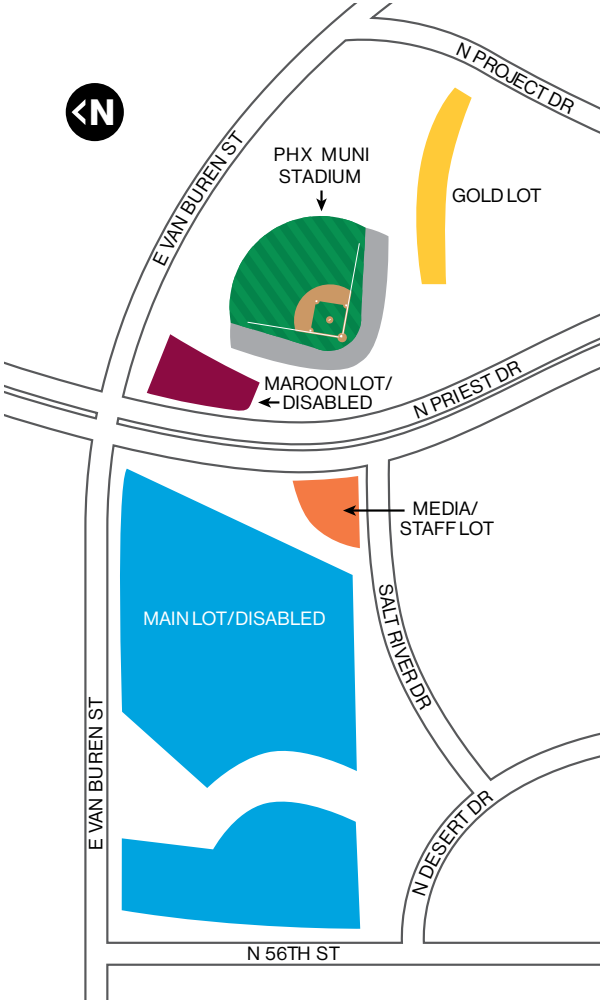 N PROJECT DR
N
E VAN BUREN ST
PHX MUNI
STADIUM
GOLD LOT
MAROON LOT/
DISABLED
N PRIEST DR
MEDIA/
STAFF LOT
MAIN LOT/DISABLED
SALT RIVER DR
E VAN BUREN ST
N DESERT DR
N 56TH ST